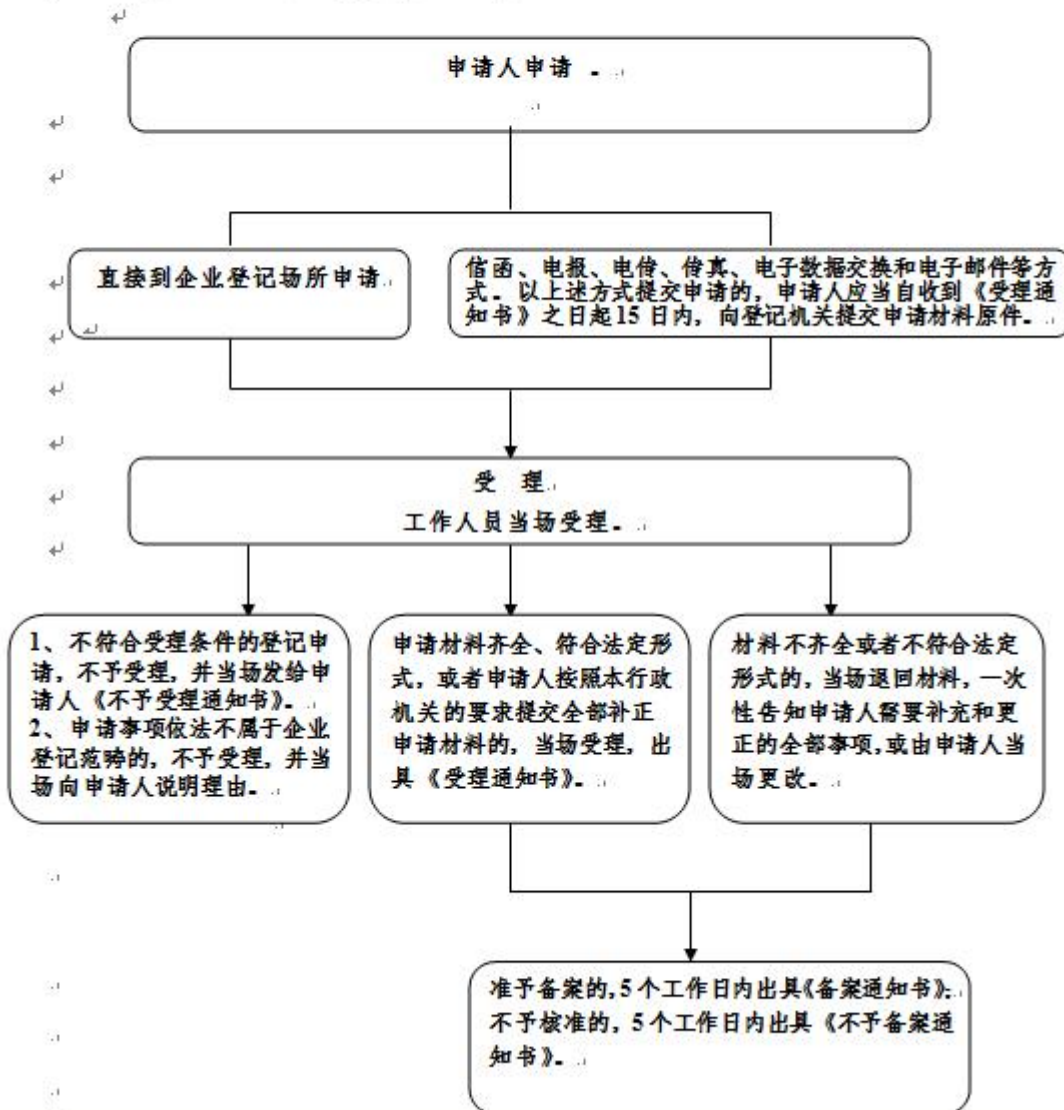 申请人申请 。
直接到企业登记场所申请
信函、电报、电传、传真、电子数据交换和电子邮件等方
式。以上述方式提交申请的，申请人应当自收到《受理通
知书》之日起15 日内，向登记机关提交申请材料原件。
受 理
工作人员当场受理。
1、不符合受理条件的登记申
请，不予受理，并当场发给申
请人《不予受理通知书》。
2、申请事项依法不属于企业
登记范畴的，不予受理，并当
场向申请人说明理由。
申请材料齐全、符合法定形
式，或者申请人按照本行政
机关的要求提交全部补正
申请材料的，当场受理，出
具《受理通知书》。
材料不齐全或者不符合法定
形式的，当场退回材料，一次
性告知申请人需要补充和更
正的全部事项，或由申请人当
场更改。
准予备案的，5 个工作日内出具《备案通知书》；
不予核准的，5 个工作日内出具《不予备案通
知书》。